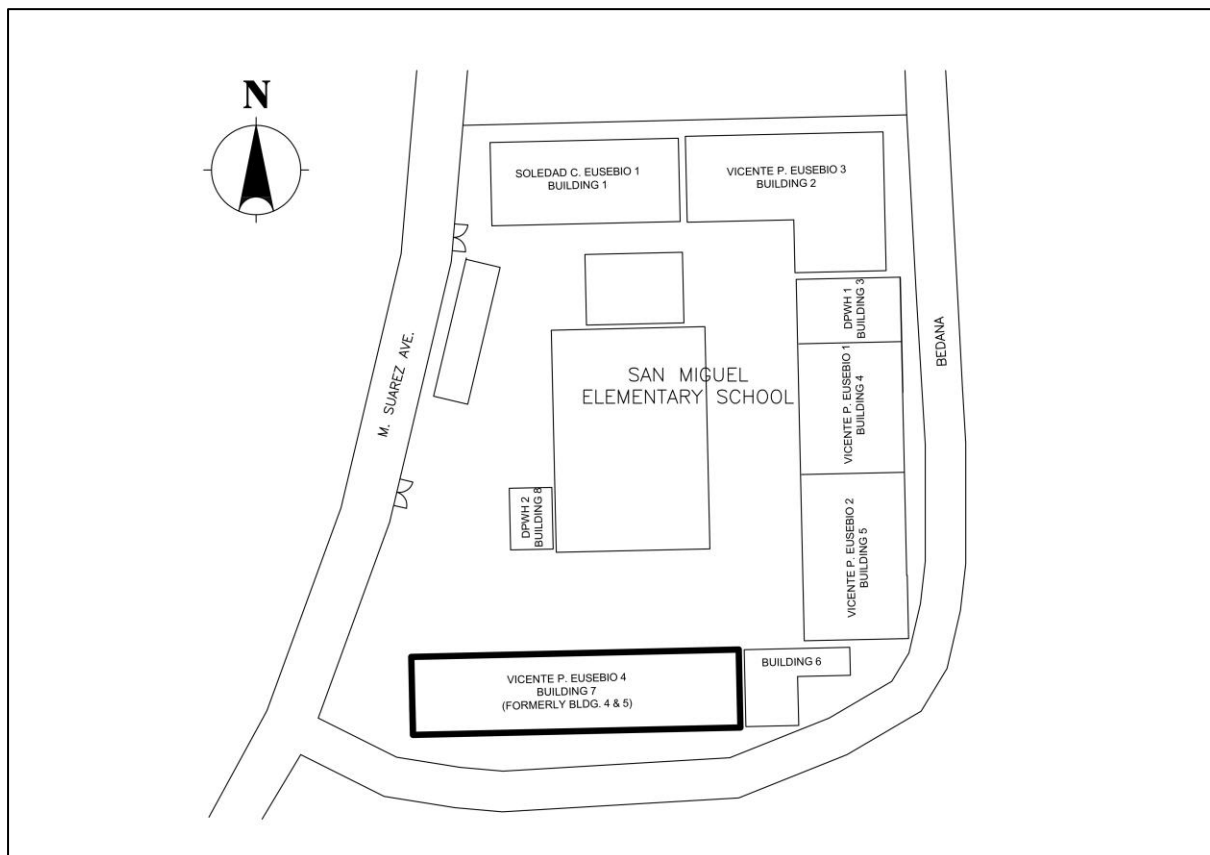 N
SOLEDAD C. EUSEBIO 1
BUILDING 1
VICENTE P. EUSEBIO 3
BUILDING 2
DPWH 1
BUILDING 3
VICENTE P. EUSEBIO 1
BUILDING 4
BEDANA
M. SUAREZ AVE.
SAN MIGUEL
ELEMENTARY SCHOOL
DPWH 2
BUILDING 8
VICENTE P. EUSEBIO 2
BUILDING 5
BUILDING 6
VICENTE P. EUSEBIO 4
BUILDING 7
(FORMERLY BLDG. 4 & 5)